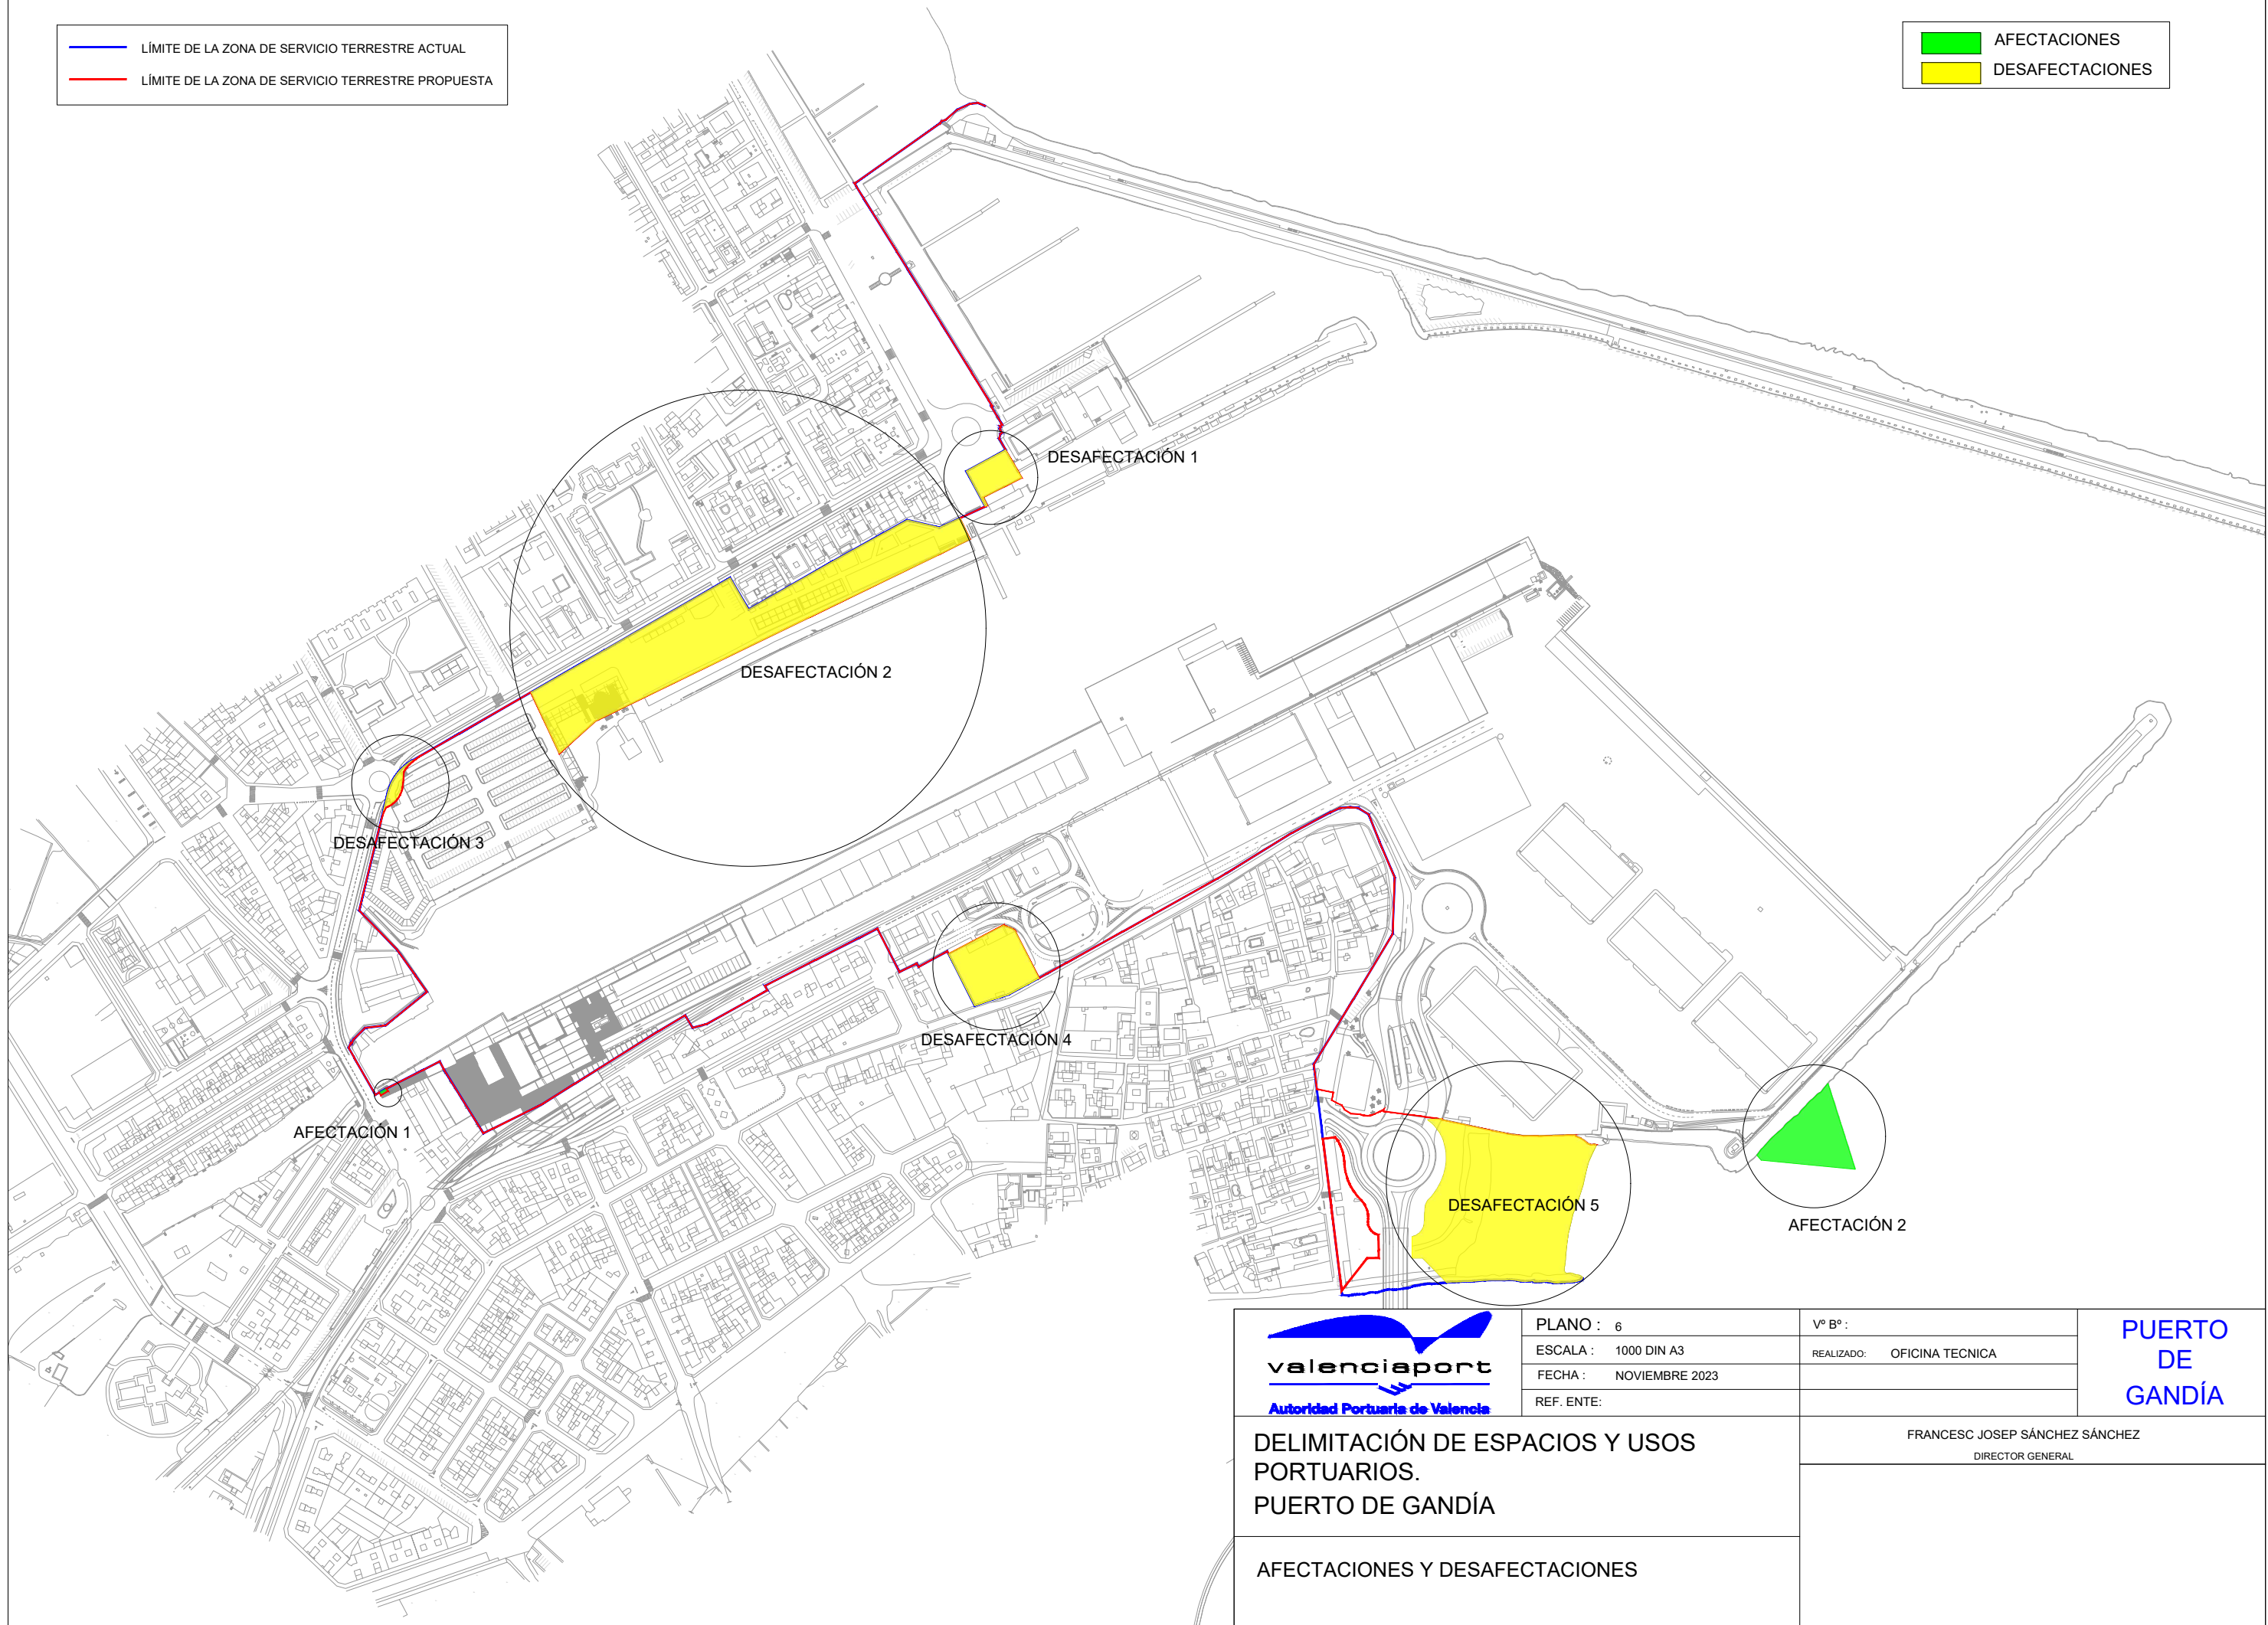 LÍMITE DE LA ZONA DE SERVICIO TERRESTRE ACTUAL
LÍMITE DE LA ZONA DE SERVICIO TERRESTRE PROPUESTA
AFECTACIONES
DESAFECTACIONES
DESAFECTACIÓN 1
DESAFECTACIÓN 2
DESAFECTACIÓN 3
DESAFECTACIÓN 4
AFECTACIÓN 1
DESAFECTACIÓN 5
AFECTACIÓN 2
valenciaport
Autoridad Portuaria de Valencia
PLANO : 6
ESCALA : 1000 DIN A3
FECHA : NOVIEMBRE 2023
REF. ENTE:
Vº Bº :
REALIZADO: OFICINA TECNICA
PUERTO
DE
GANDÍA
DELIMITACIÓN DE ESPACIOS Y USOS
PORTUARIOS.
PUERTO DE GANDÍA
FRANCESC JOSEP SÁNCHEZ SÁNCHEZ
DIRECTOR GENERAL
AFECTACIONES Y DESAFECTACIONES